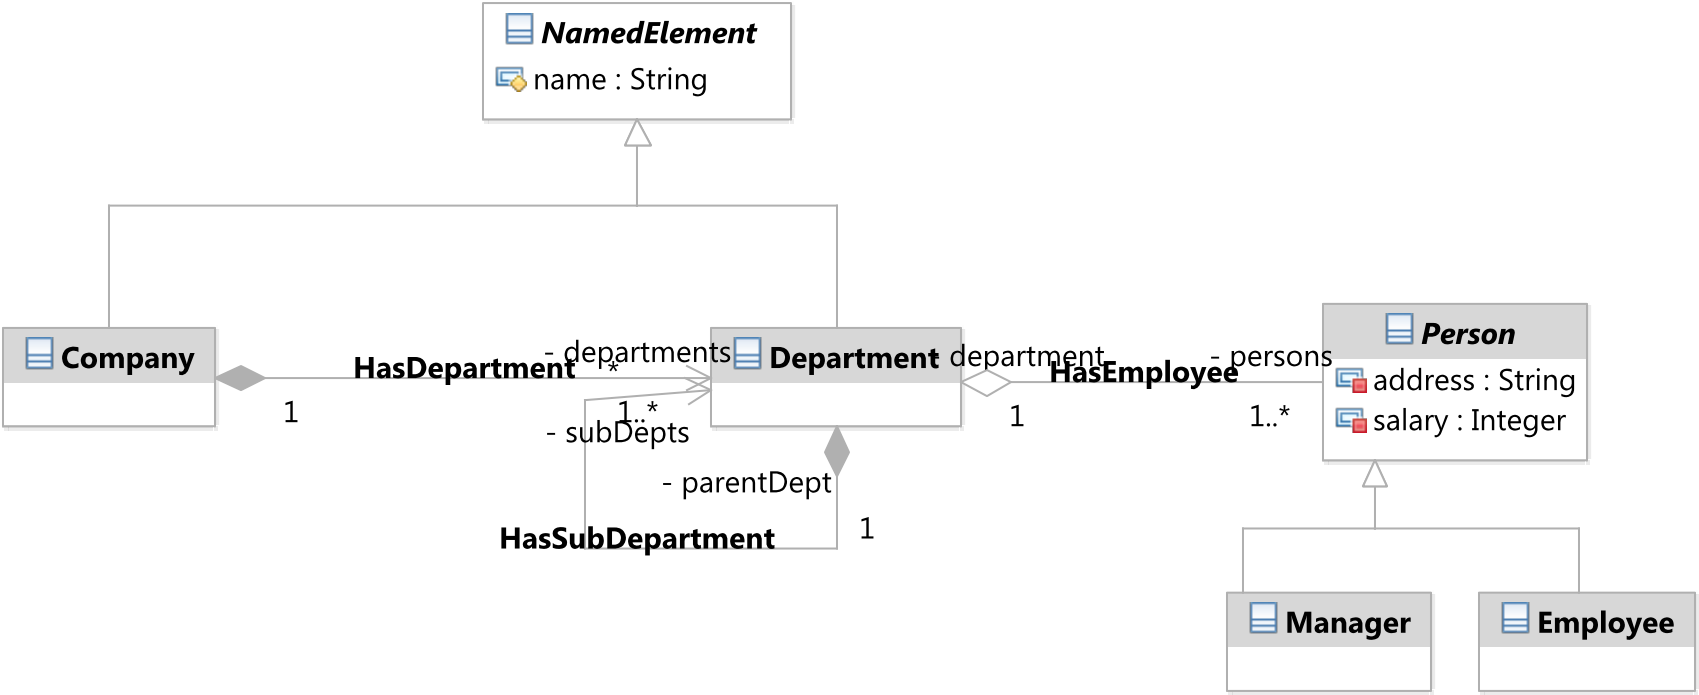 NamedElement
name : String
Company
1
HasDepartment
- departments
*
Department
- department
HasEmployee
- persons
1
1..*
Person
address : String
salary : Integer
1..*
- subDepts
- parentDept
1
HasSubDepartment
Manager
Employee